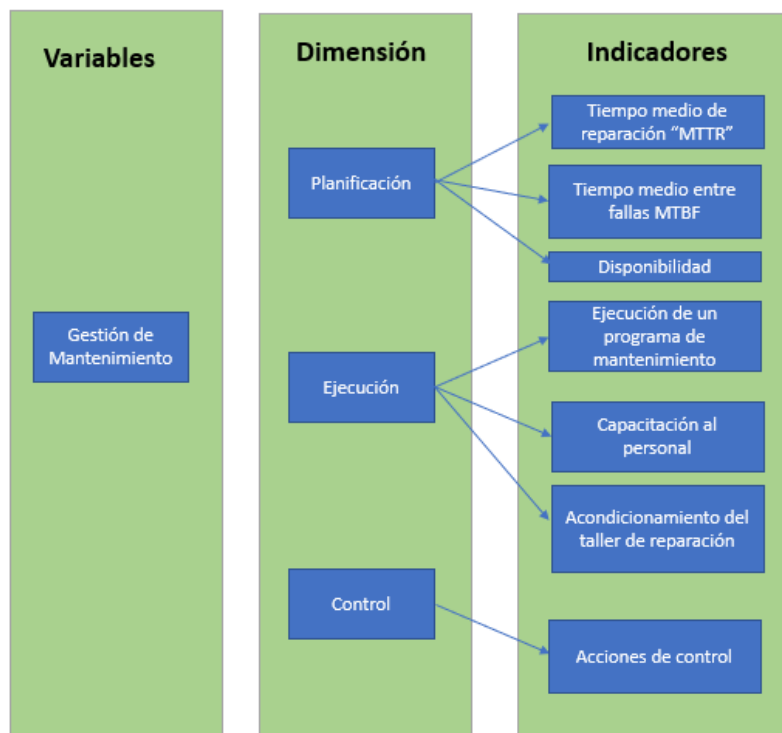 Variables
Dimensión
Indicadores
Gestión de
Mantenimiento
Planificación
Ejecución
Control
Tiempo medio de
reparación “MTTR”
Tiempo medio entre
fallas MTBF
Disponibilidad
Ejecución de un
programa de
mantenimiento
Capacitación al
personal
Acondicionamiento del
taller de reparación
Acciones de control